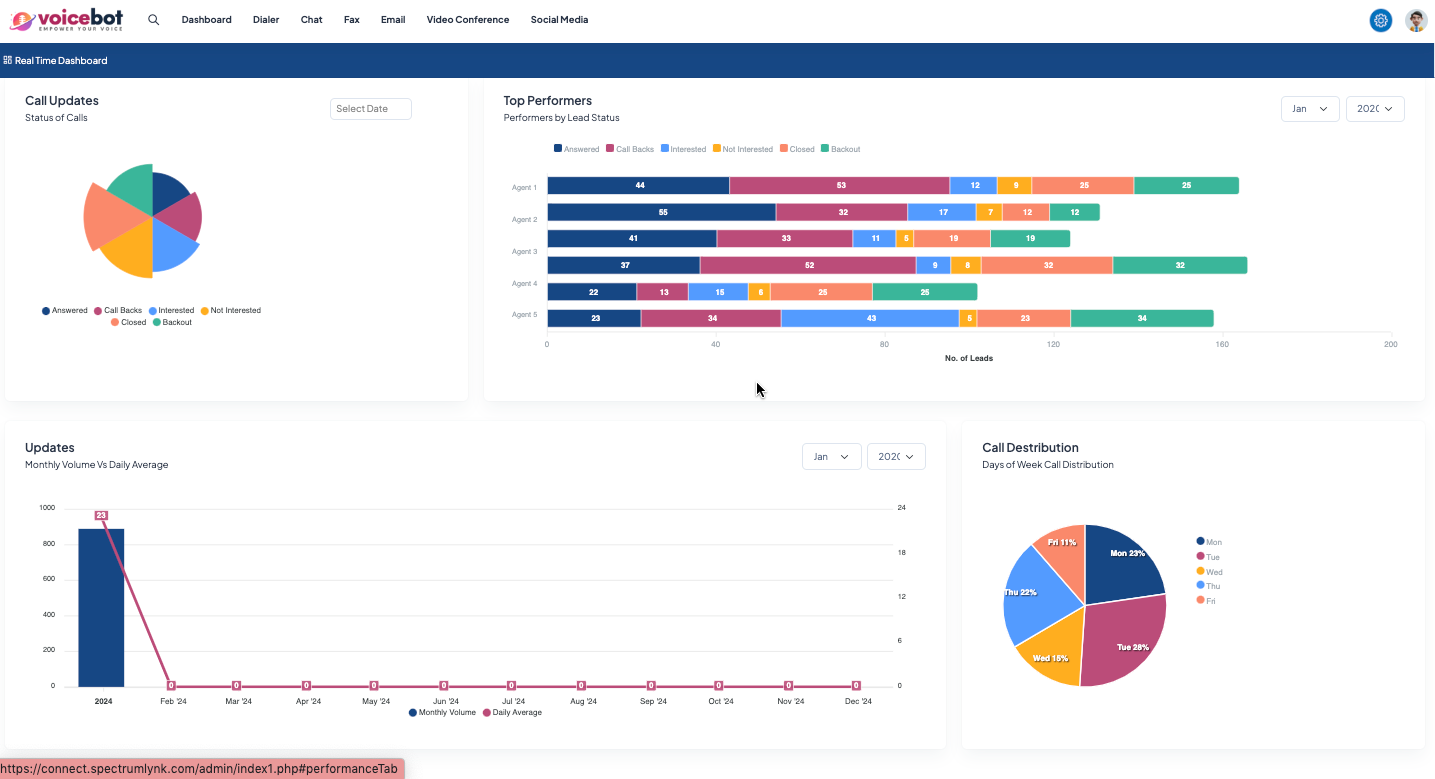 voicebot
EMPOWER YOUR VOICE
Dashboard Dialer Chat Fax Email Video Conference Social Media
Real Time Dashboard
Call Updates
Status of Calls
Select Date
Answered Call Backs Interested Not Interested
Closed Backout
Top Performers
Performers by Lead Status
Jan 2020
Answered Call Backs Interested Not Interested Closed Backout
Agent 1 44 53 12 9 25 25
Agent 2 55 32 17 7 12 12
41 33 11 5 19 19
Agent 3
37 52 9 8 32 32
Agent 4 22 13 15 6 25 25
Agent 5 23 34 43 5 23 34
0 40 80 120 160 200
No. of Leads
Updates
Monthly Volume Vs Daily Average
Jan 2020
1000 24
23
800 18
600 12
400
200 6
0 0 0 0 0 0 0 0 0 0 0 0 0
2024 Feb '24 Mar '24 Apr '24 May '24 Jun '24 Jul '24 Aug '24 Sep '24 Oct '24 Nov '24 Dec '24
Monthly Volume Daily Average
Call Destribution
Days of Week Call Distribution
Fri 11%
Mon 23%
Thu 22%
Tue 28%
Wed 15%
Mon
Tue
Wed
Thu
Fri
https://connect.spectrumlynk.com/admin/index1.php#performanceTab